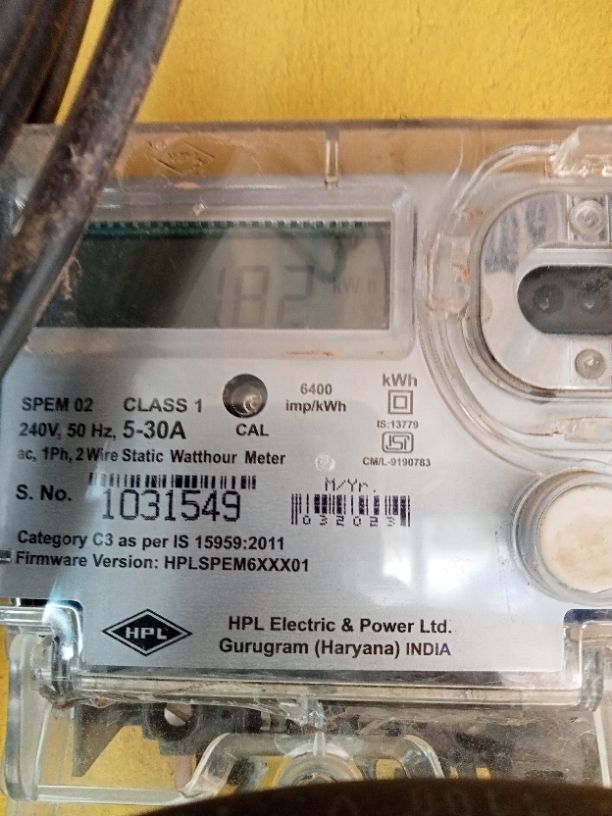 182 kWh
SPEM 02 CLASS 1
240V, 50 Hz, 5-30A
ac, 1Ph, 2Wire Static Watthour Meter
CAL
6400
imp/kWh
kWh
IS:13779
ISI
CM/L-9190783
S. No. 1031549
M/Yr.
032023
Category C3 as per IS 15959:2011
Firmware Version: HPLSPEM6XXX01
HPL
HPL Electric & Power Ltd.
Gurugram (Haryana) INDIA